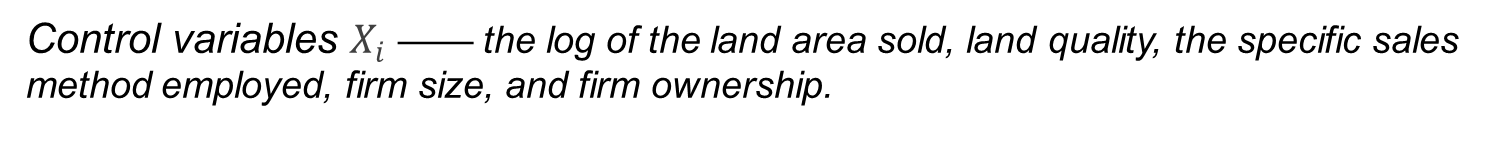 Control variables Xᵢ —— the log of the land area sold, land quality, the specific sales
method employed, firm size, and firm ownership.